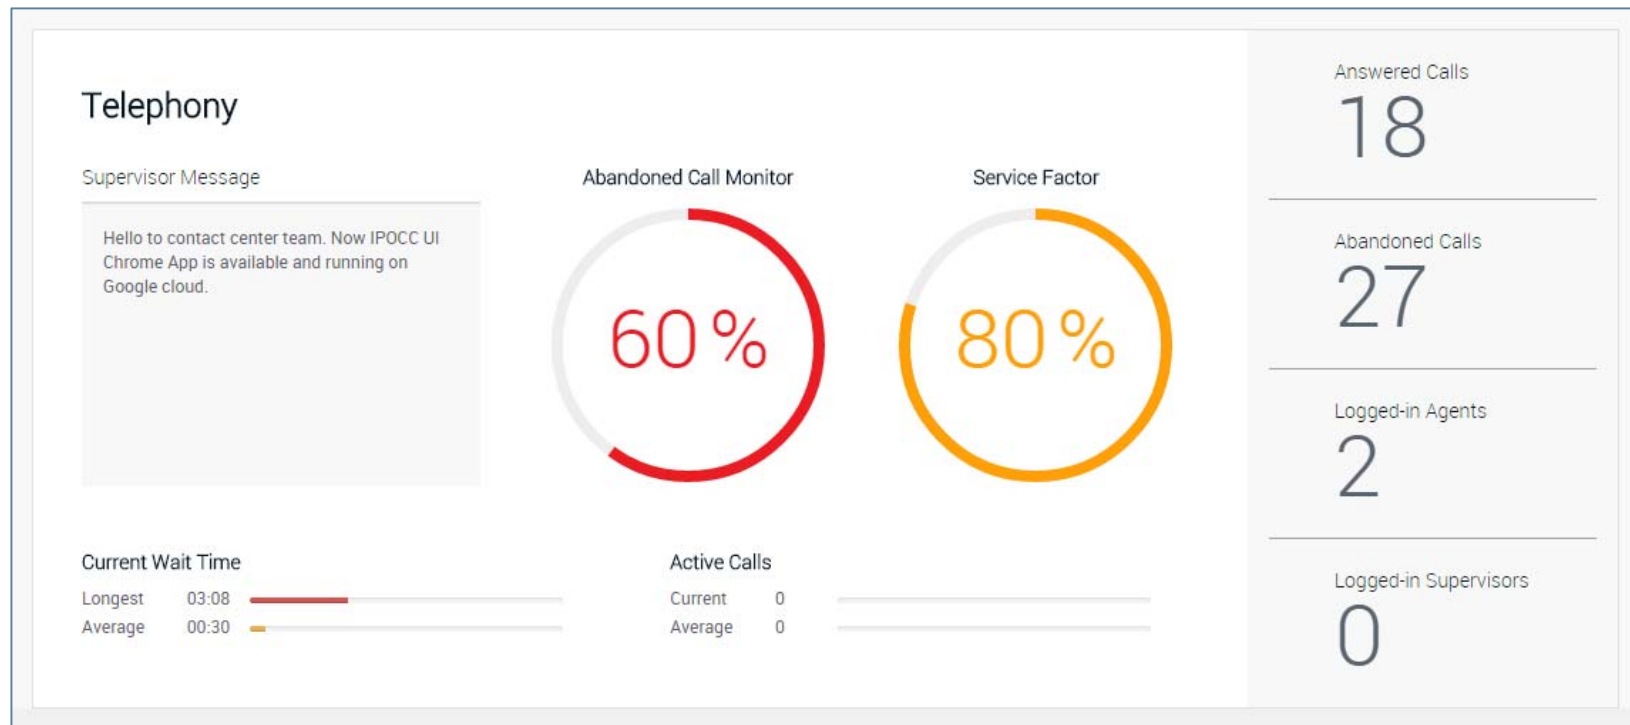 Telephony
Supervisor Message
Hello to contact center team. Now IPOCC UI
Chrome App is available and running on
Google cloud.
Abandoned Call Monitor
60%
Service Factor
80%
Current Wait Time
Longest 03:08
Average 00:30
Active Calls
Current 0
Average 0
Answered Calls
18
Abandoned Calls
27
Logged-in Agents
2
Logged-in Supervisors
0